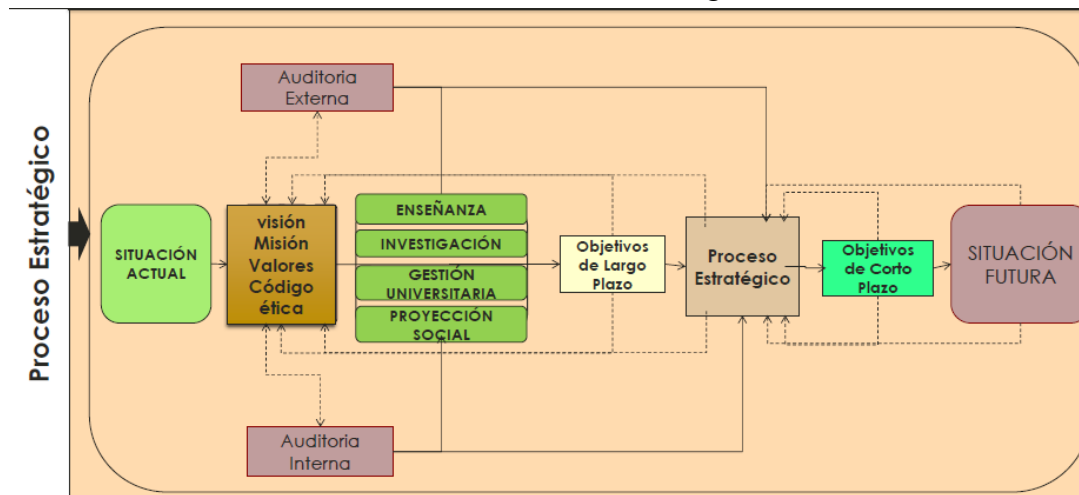 Proceso Estratégico
Auditoria
Externa
SITUACIÓN
ACTUAL
visión
Misión
Valores
Código
ética
ENSEÑANZA
INVESTIGACIÓN
GESTIÓN
UNIVERSITARIA
PROYECCIÓN
SOCIAL
Objetivos
de Largo
Plazo
Proceso
Estratégico
Objetivos
de Corto
Plazo
SITUACIÓN
FUTURA
Auditoria
Interna